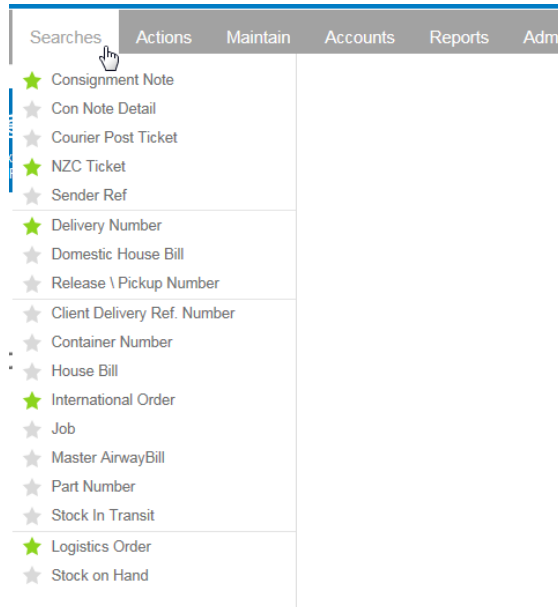 Searches Actions Maintain Accounts Reports Adm
Consignment Note
Con Note Detail
Courier Post Ticket
NZC Ticket
Sender Ref
Delivery Number
Domestic House Bill
Release \ Pickup Number
Client Delivery Ref. Number
Container Number
House Bill
International Order
Job
Master AirwayBill
Part Number
Stock In Transit
Logistics Order
Stock on Hand